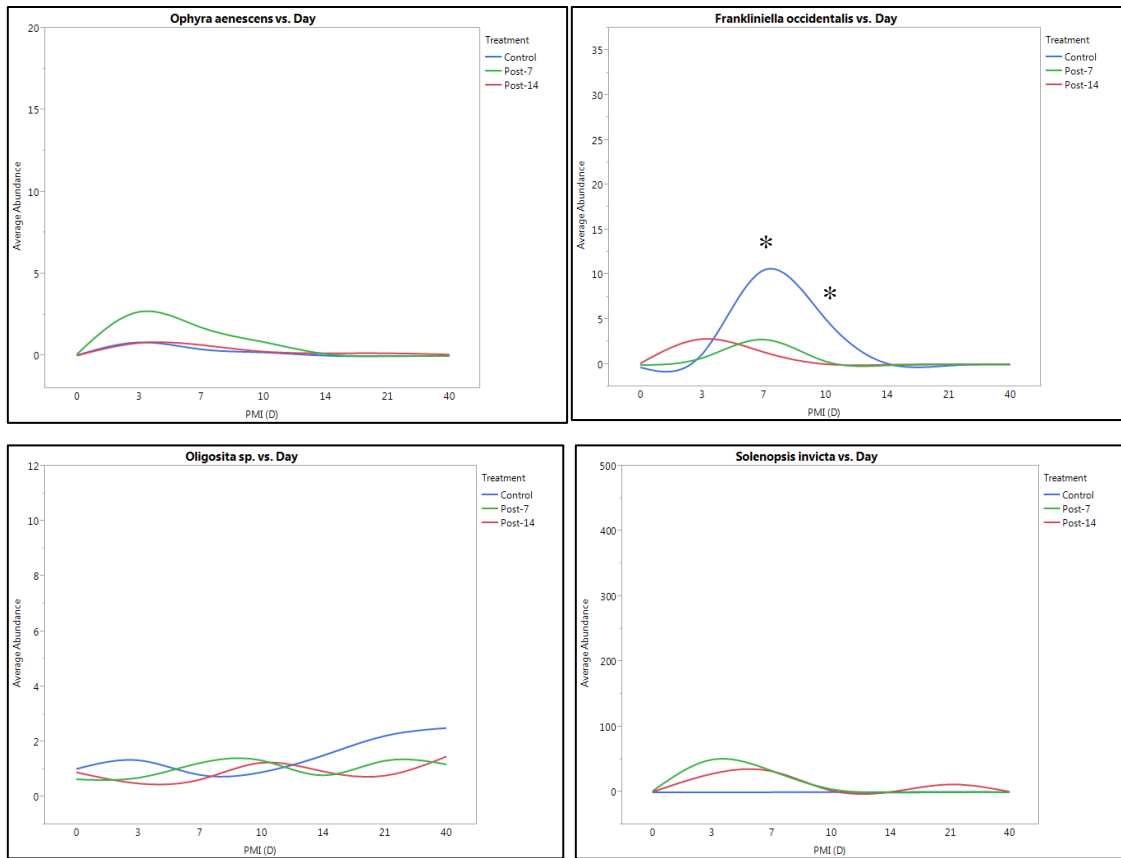 Ophyra aenescens vs. Day
20
15
10
5
0
Average Abundance
0 3 7 10 14 21 40
PMI (D)
Treatment
Control
Post-7
Post-14
Frankliniella occidentalis vs. Day
35
30
25
20
15
10
5
0
Average Abundance
*
*
0 3 7 10 14 21 40
PMI (D)
Treatment
Control
Post-7
Post-14
Oligosita sp. vs. Day
12
10
8
6
4
2
0
Average Abundance
0 3 7 10 14 21 40
PMI (D)
Treatment
Control
Post-7
Post-14
Solenopsis invicta vs. Day
500
400
300
200
100
50
0
Average Abundance
0 3 7 10 14 21 40
PMI (D)
Treatment
Control
Post-7
Post-14